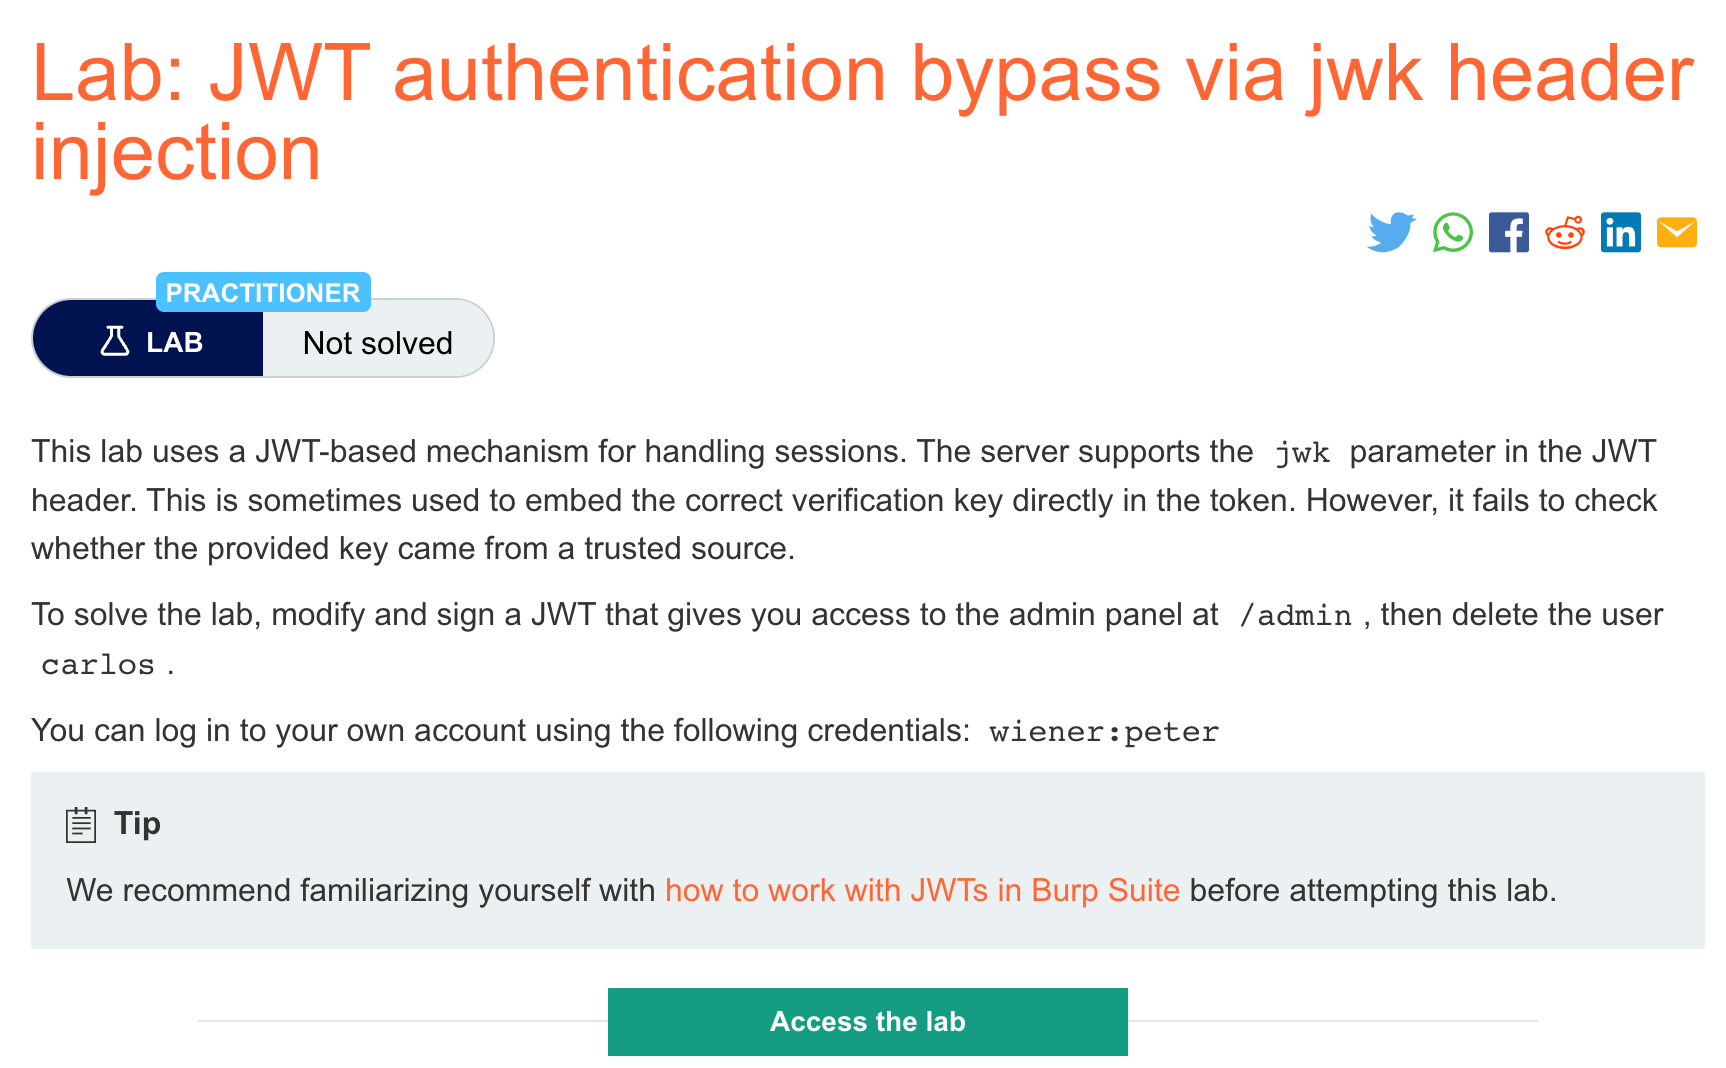 Lab: JWT authentication bypass via jwk header
injection
PRACTITIONER
LAB
Not solved
This lab uses a JWT-based mechanism for handling sessions. The server supports the jwk parameter in the JWT
header. This is sometimes used to embed the correct verification key directly in the token. However, it fails to check
whether the provided key came from a trusted source.
To solve the lab, modify and sign a JWT that gives you access to the admin panel at /admin , then delete the user
carlos .
You can log in to your own account using the following credentials: wiener:peter
Tip
We recommend familiarizing yourself with how to work with JWTs in Burp Suite before attempting this lab.
Access the lab